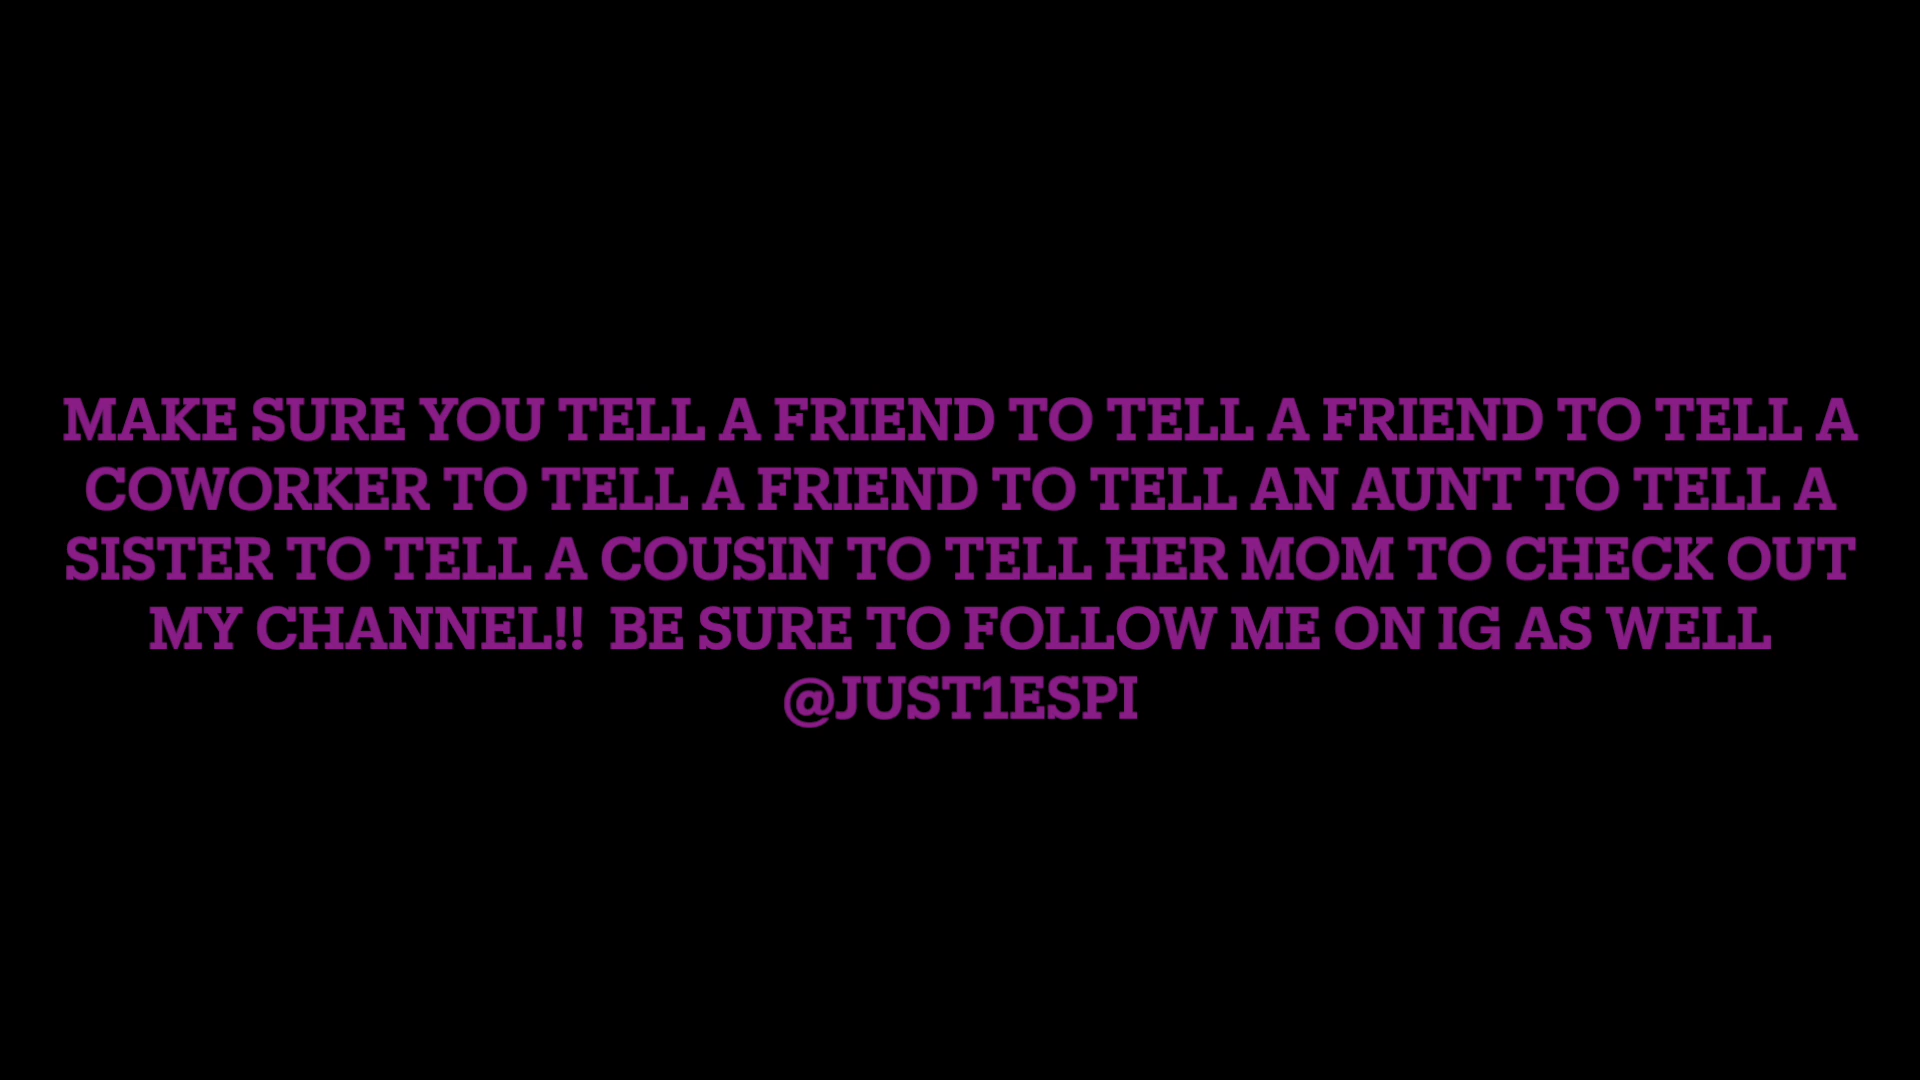 MAKE SURE YOU TELL A FRIEND TO TELL A FRIEND TO TELL A
COWORKER TO TELL A FRIEND TO TELL AN AUNT TO TELL A
SISTER TO TELL A COUSIN TO TELL HER MOM TO CHECK OUT
MY CHANNEL!!  BE SURE TO FOLLOW ME ON IG AS WELL
@JUST1ESPI